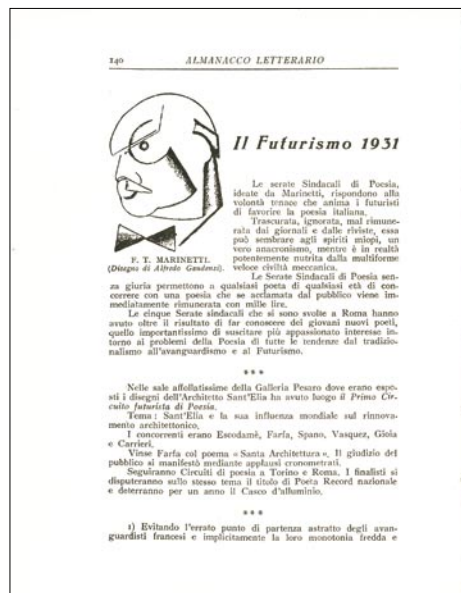 140
ALMANACCO LETTERARIO
Il Futurismo 1931
F. T. MARINETTI.
(Disegno di Alfredo Gaudenzi).
Le serate Sindacali di Poesia,
ideate da Marinetti, rispondono alla
volontà tenace che anima i futuristi
di favorire la poesia italiana.
Trascurata, ignorata, mal rimune-
rata dai giornali e dalle riviste, essa
può sembrare agli spiriti miopi, un
vero anacronismo, mentre è in realtà
potentemente nutrita dalla multiforme
veloce civiltà meccanica.
Le Serate Sindacali di Poesia sen-
za giuria permettono a qualsiasi poeta di qualsiasi età di con-
correre con una poesia che se acclamata dal pubblico viene im-
mediatamente rimunerata con mille lire.
Le cinque Serate sindacali che si sono svolte a Roma hanno
avuto oltre il risultato di far conoscere dei giovani nuovi poeti,
quello importantissimo di suscitare più appassionato interesse in-
torno ai problemi della Poesia di tutte le tendenze dal tradizio-
nalismo all'avanguardismo e al Futurismo.
* * *
Nelle sale affollatissime della Galleria Pesaro dove erano espo-
sti i disegni dell'Architetto Sant'Elia ha avuto luogo il Primo Cir-
cuito futurista di Poesia.
Tema : Sant'Elia e la sua influenza mondiale sul rinnova-
mento architettonico.
I concorrenti erano Escodamè, Farfa, Spano, Vasquez, Gioia
e Carrieri.
Vinse Farfa col poema « Santa Architettura ». Il giudizio del
pubblico si manifestò mediante applausi cronometrati.
Seguiranno Circuiti di poesia a Torino e Roma. I finalisti si
disputeranno sullo stesso tema il titolo di Poeta Record nazionale
e deterranno per un anno il Casco d'alluminio.
* * *
1) Evitando l'errato punto di partenza astratto degli avan-
guardisti francesi e implicitamente la loro monotonia fredda e